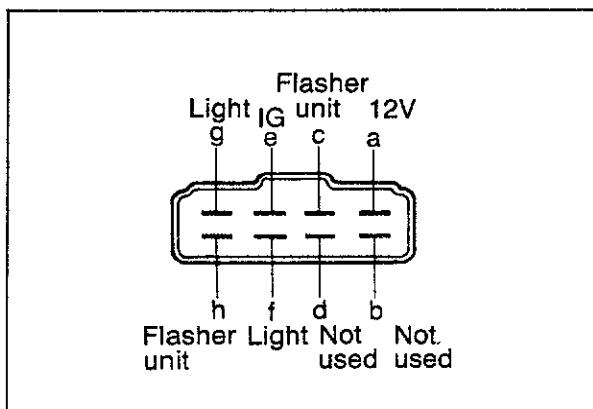 Flasher
Light IG unit 12V
g e c a
h f d b
Flasher Light Not Not.
unit used used